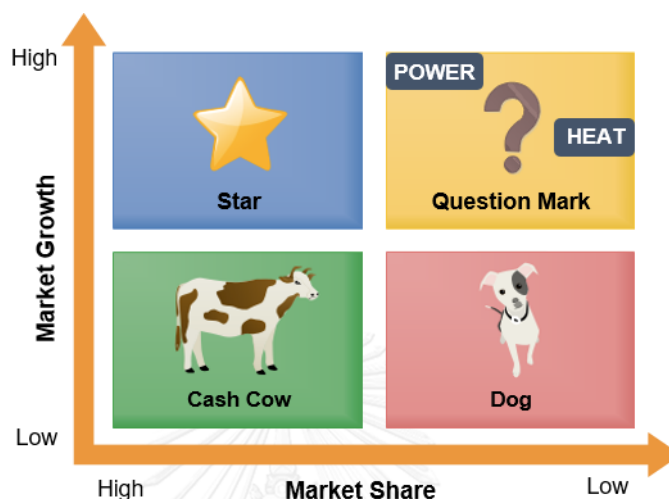 High
POWER
HEAT
Star
Question Mark
Market Growth
Cash Cow
Dog
Low
High
Market Share
Low